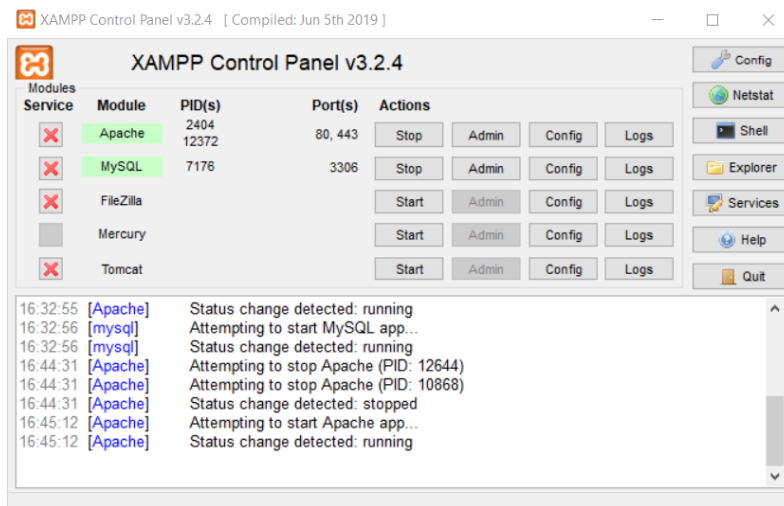 XAMPP Control Panel v3.2.4 [ Compiled: Jun 5th 2019 ]
XAMPP Control Panel v3.2.4
Config
Modules
Service Module PID(s) Port(s) Actions
Netstat
Apache 2404 12372 80, 443 Stop Admin Config Logs
Shell
MySQL 7176 3306 Stop Admin Config Logs
Explorer
FileZilla Start Admin Config Logs
Services
Mercury Start Admin Config Logs
Help
Tomcat Start Admin Config Logs
Quit
16:32:55 [Apache] Status change detected: running
16:32:56 [mysql] Attempting to start MySQL app...
16:32:56 [mysql] Status change detected: running
16:44:31 [Apache] Attempting to stop Apache (PID: 12644)
16:44:31 [Apache] Attempting to stop Apache (PID: 10868)
16:44:31 [Apache] Status change detected: stopped
16:45:12 [Apache] Attempting to start Apache app...
16:45:12 [Apache] Status change detected: running